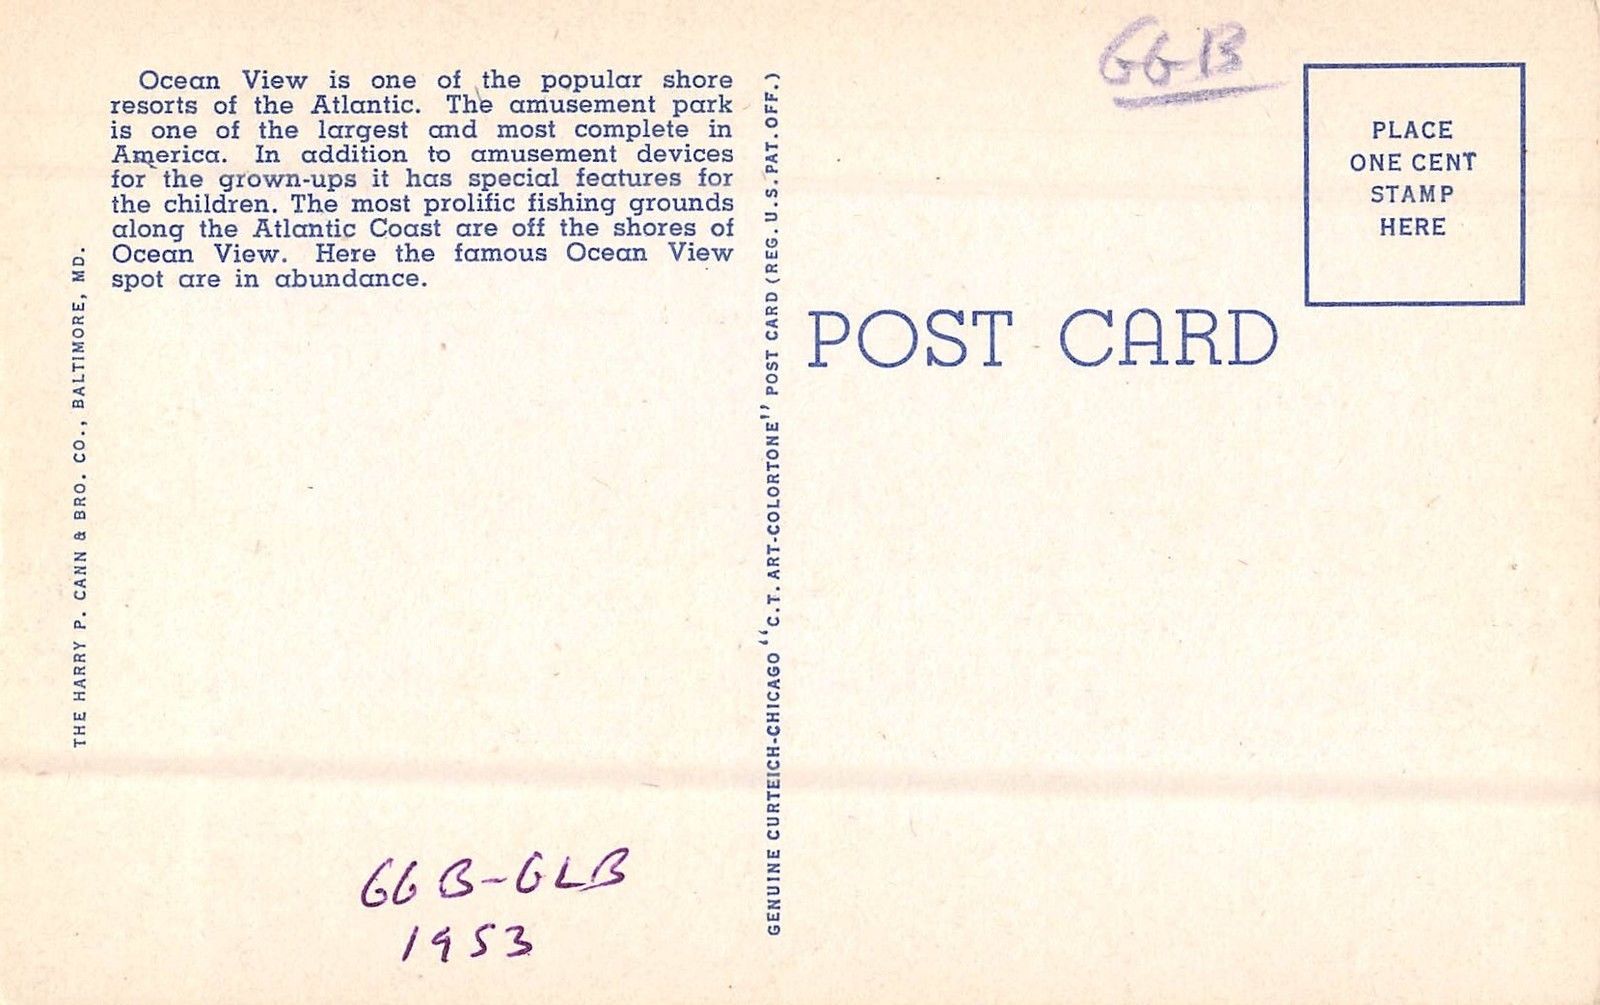 Ocean View is one of the popular shore
resorts of the Atlantic. The amusement park
is one of the largest and most complete in
America. In addition to amusement devices
for the grown-ups it has special features for
the children. The most prolific fishing grounds
along the Atlantic Coast are off the shores of
Ocean View. Here the famous Ocean View
spot are in abundance.
THE HARRY P. CANN & BRO. CO., BALTIMORE, MD.
GGB-GLB
1953
GENUINE CURTEICH-CHICAGO "C.T. ART-COLORTONE" POST CARD (REG. U.S. PAT. OFF.)
GGB
PLACE
ONE CENT
STAMP
HERE
POST CARD